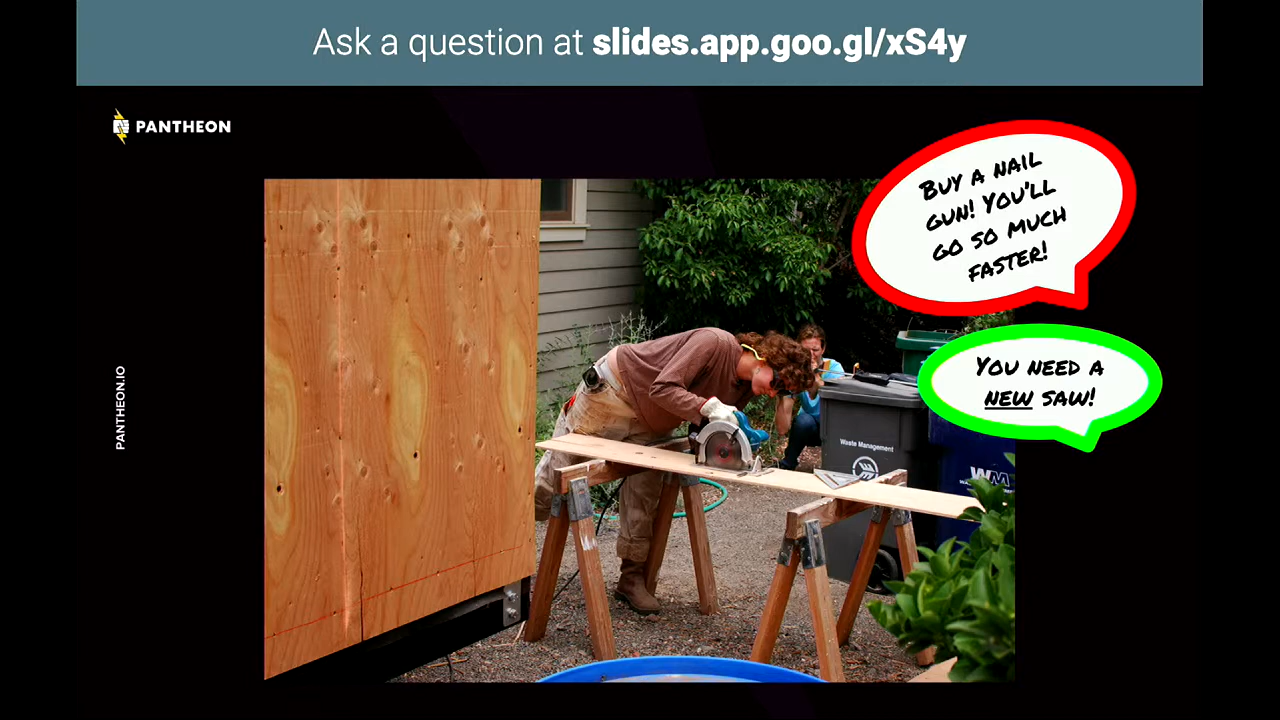 Ask a question at slides.app.goo.gl/xS4y
PANTHEON
BUY A NAIL
GUN! YOU'LL
GO SO MUCH
FASTER!
YOU NEED A
NEW SAW!
PANTHEON.IO
Waste Management
WM